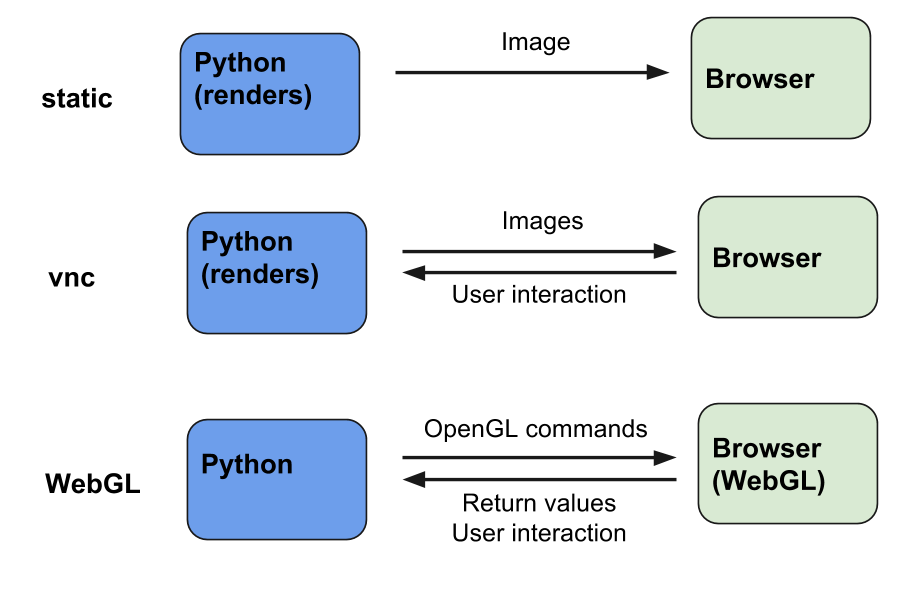 static
Python
(renders)
Image
Browser
vnc
Python
(renders)
Images
User interaction
Browser
WebGL
Python
OpenGL commands
Return values
User interaction
Browser
(WebGL)